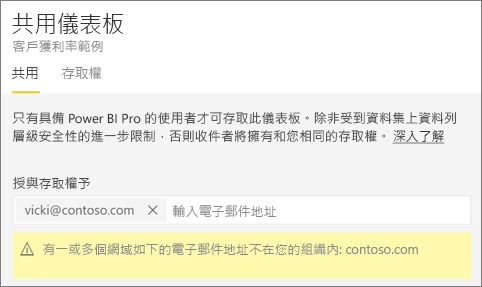 共用儀表板
客戶獲利率範例
共用 存取權
只有具備 Power BI Pro 的使用者才可存取此儀表板。除非受到資料集上資料列
層級安全性的進一步限制，否則收件者將擁有和您相同的存取權。 深入了解
授與存取權予
vicki@contoso.com × 輸入電子郵件地址
有一或多個網域如下的電子郵件地址不在您的組織內: contoso.com